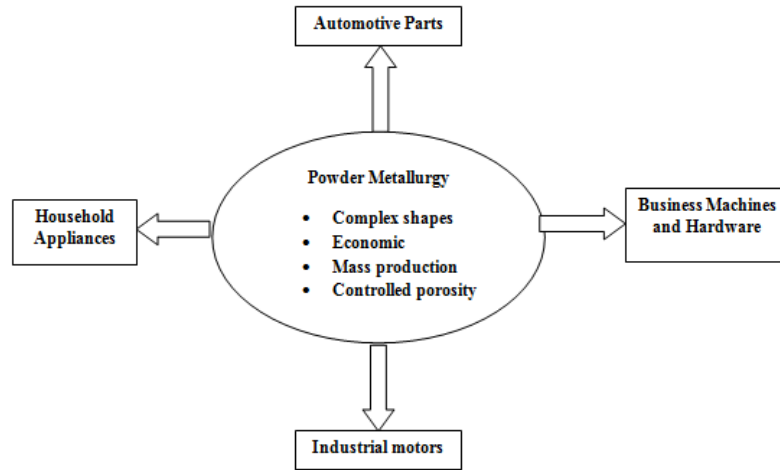 Automotive Parts
Powder Metallurgy
• Complex shapes
• Economic
• Mass production
• Controlled porosity
Household
Appliances
Business Machines
and Hardware
Industrial motors